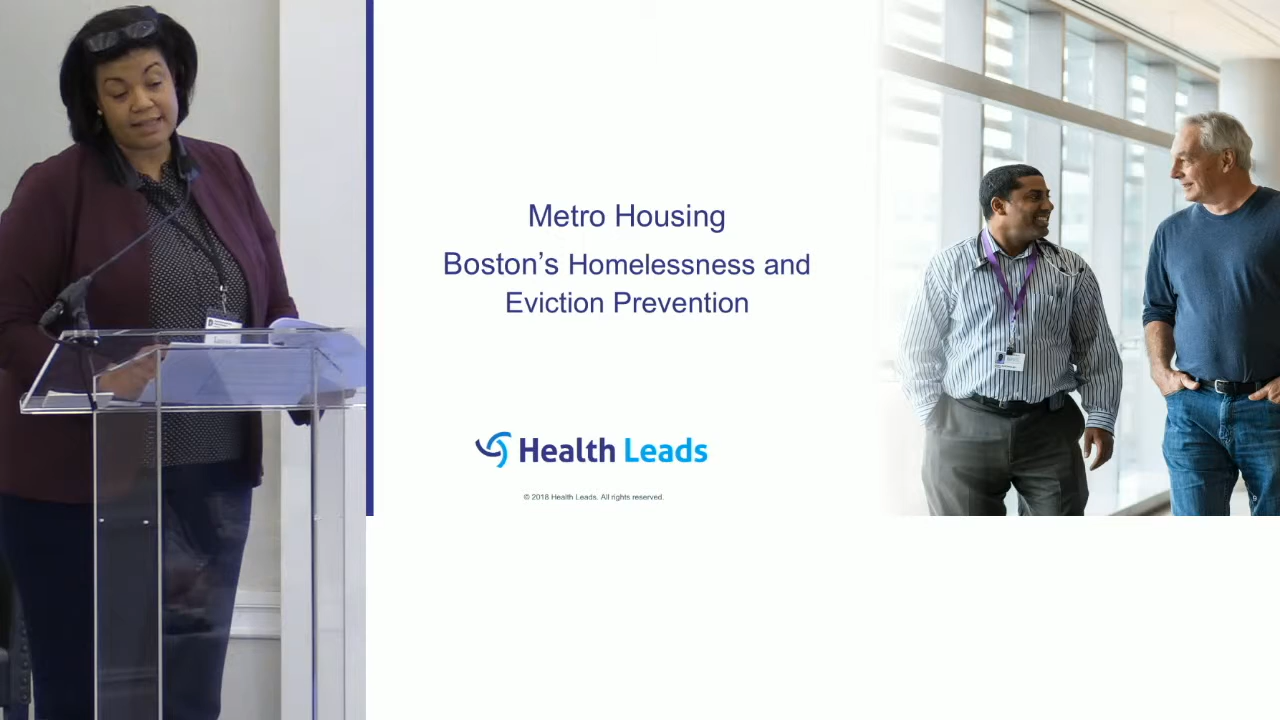 Metro Housing
Boston’s Homelessness and
Eviction Prevention
Health Leads
© 2018 Health Leads. All rights reserved.